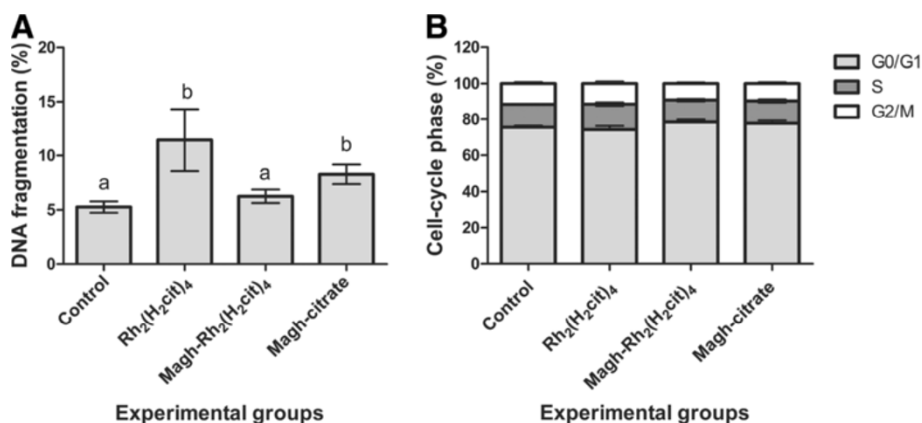 A
DNA fragmentation (%)
20
15
10
5
0
a
b
a
b
Control
Rh₂(H₂cit)₄
Magh-Rh₂(H₂cit)₄
Magh-citrate
Experimental groups
B
Cell-cycle phase (%)
120
100
80
60
40
20
0
Control
Rh₂(H₂cit)₄
Magh-Rh₂(H₂cit)₄
Magh-citrate
Experimental groups
G0/G1
S
G2/M